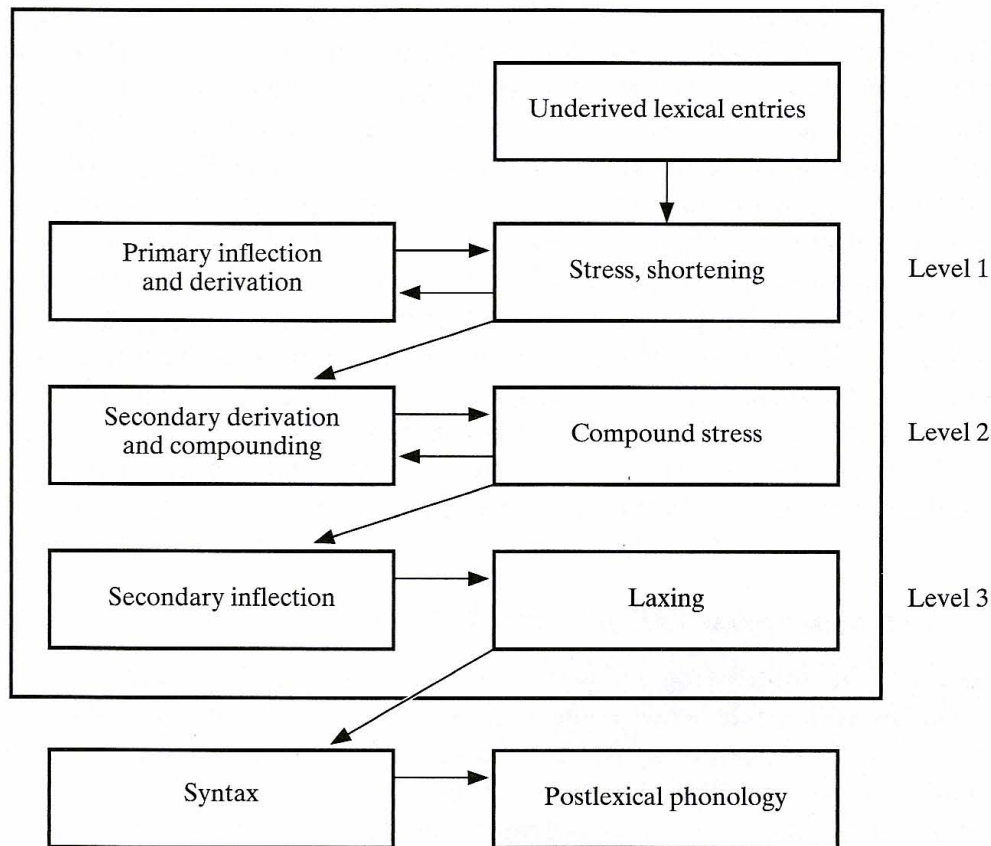 Underived lexical entries
Primary inflection
and derivation
Stress, shortening
Level 1
Secondary derivation
and compounding
Compound stress
Level 2
Secondary inflection
Laxing
Level 3
Syntax
Postlexical phonology